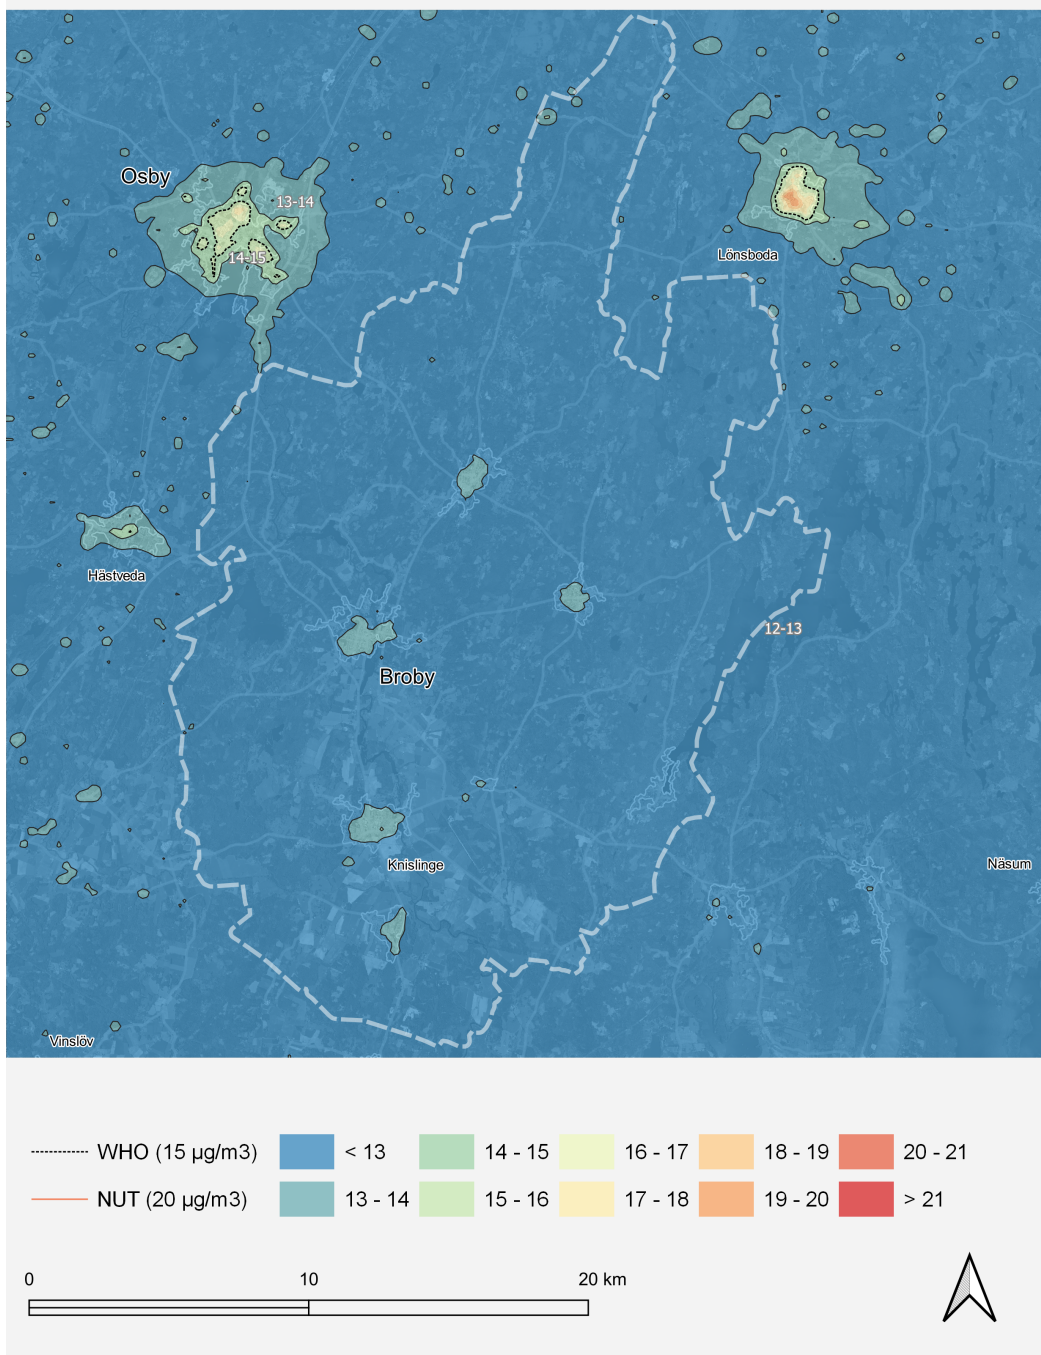 Osby
13-14
14-15
Lönsboda
Hästveda
12-13
Broby
Knislinge
Näsum
Vinslöv
WHO (15 µg/m3)
< 13
14 - 15
16 - 17
18 - 19
20 - 21
NUT (20 µg/m3)
13 - 14
15 - 16
17 - 18
19 - 20
> 21
0
10
20 km